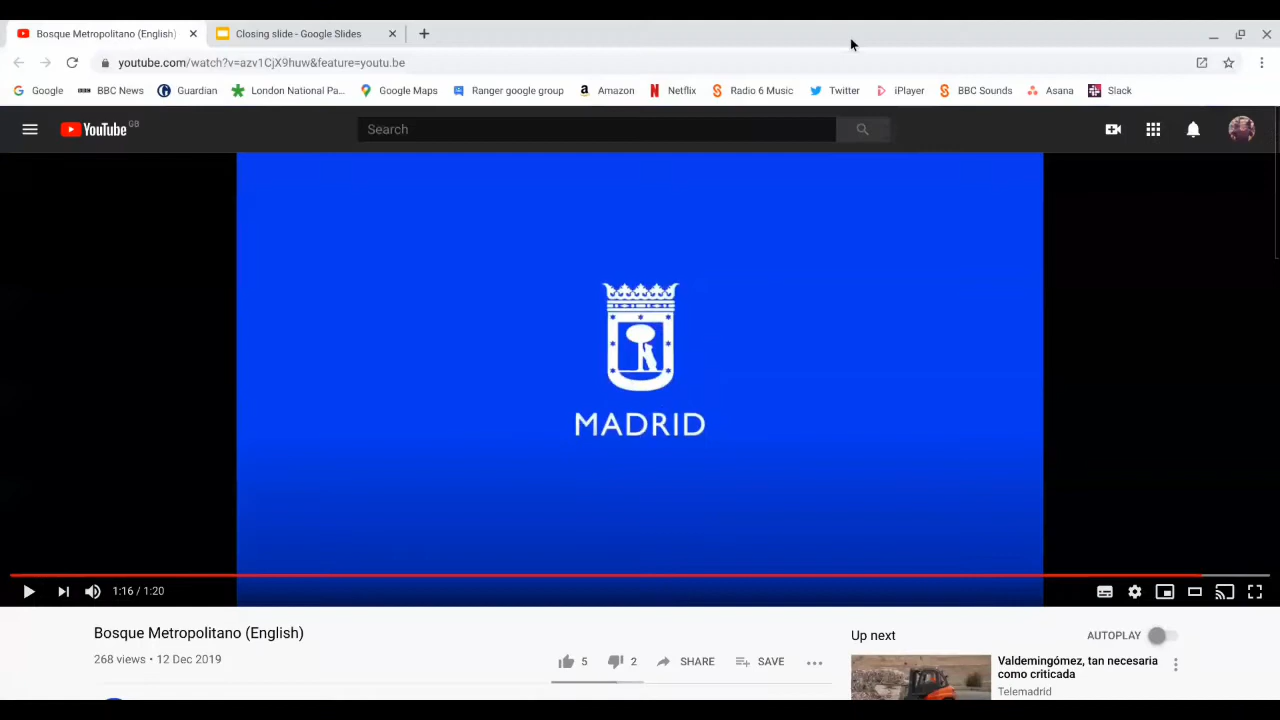 Bosque Metropolitano (English)
Closing slide - Google Slides
youtube.com/watch?v=azv1CjX9huw&feature=youtu.be
Google
BBC News
Guardian
London National Pa...
Google Maps
Ranger google group
Amazon
Netflix
Radio 6 Music
Twitter
iPlayer
BBC Sounds
Asana
Slack
YouTube GB
Search
MADRID
1:16 / 1:20
Bosque Metropolitano (English)
268 views • 12 Dec 2019
5
2
SHARE
SAVE
Up next
AUTOPLAY
Valdemingómez, tan necesaria
como criticada
Telemadrid